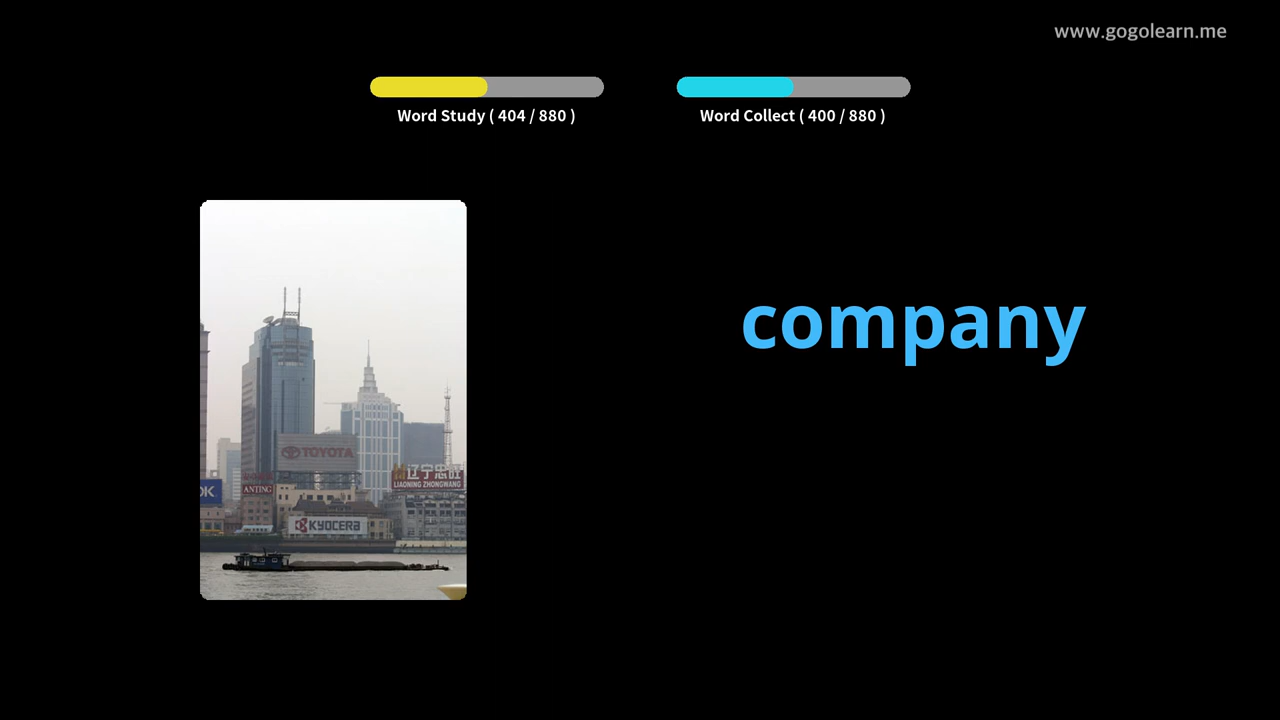 www.gogolearn.me
Word Study ( 404 / 880 )
Word Collect ( 400 / 880 )
company
TOYOTA
辽宁忠旺
LIAONING ZHONGWANG
OK
ANTING
KYOCERA